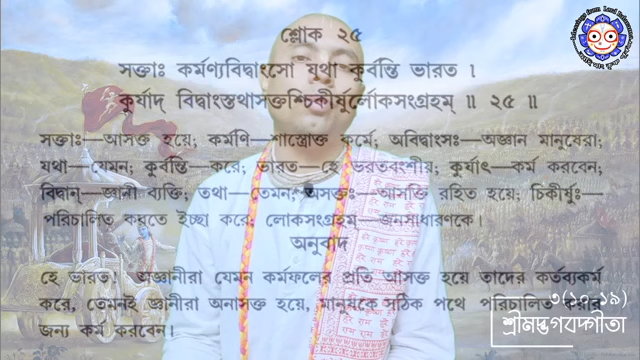 শ্লোক ২৫
সক্তাঃ কর্মণ্যবিদ্বাংসো যথা কুর্বন্তি ভারত ।
কুর্যাদ্ বিদ্বাংস্তথাসক্তশ্চিকীর্ষুর্লোকসংগ্রহম্ ॥ ২৫ ॥
সক্তাঃ—আসক্ত হয়ে; কর্মণি—শাস্ত্রোক্ত কর্মে; অবিদ্বাংসঃ—অজ্ঞান মানুষেরা;
যথা—যেমন; কুর্বন্তি—করে; ভারত—হে ভরতবংশীয়; কুর্যাৎ—কর্ম করবেন;
বিদ্বান্—জ্ঞানী ব্যক্তি; তথা—তেমন; অসক্তঃ—আসক্তি রহিত হয়ে; চিকীর্ষুঃ—
পরিচালিত করতে ইচ্ছা করে; লোকসংগ্রহম্—জনসাধারণকে।
অনুবাদ
হে ভারত! অজ্ঞানীরা যেমন কর্মফলের প্রতি আসক্ত হয়ে তাদের কর্তব্যকর্ম
করে, তেমনই জ্ঞানীরা অনাসক্ত হয়ে, মানুষকে সঠিক পথে পরিচালিত করার
জন্য কর্ম করবেন।
৩(১০-১৯)
শ্রীমদ্ভগবদ্গীতা